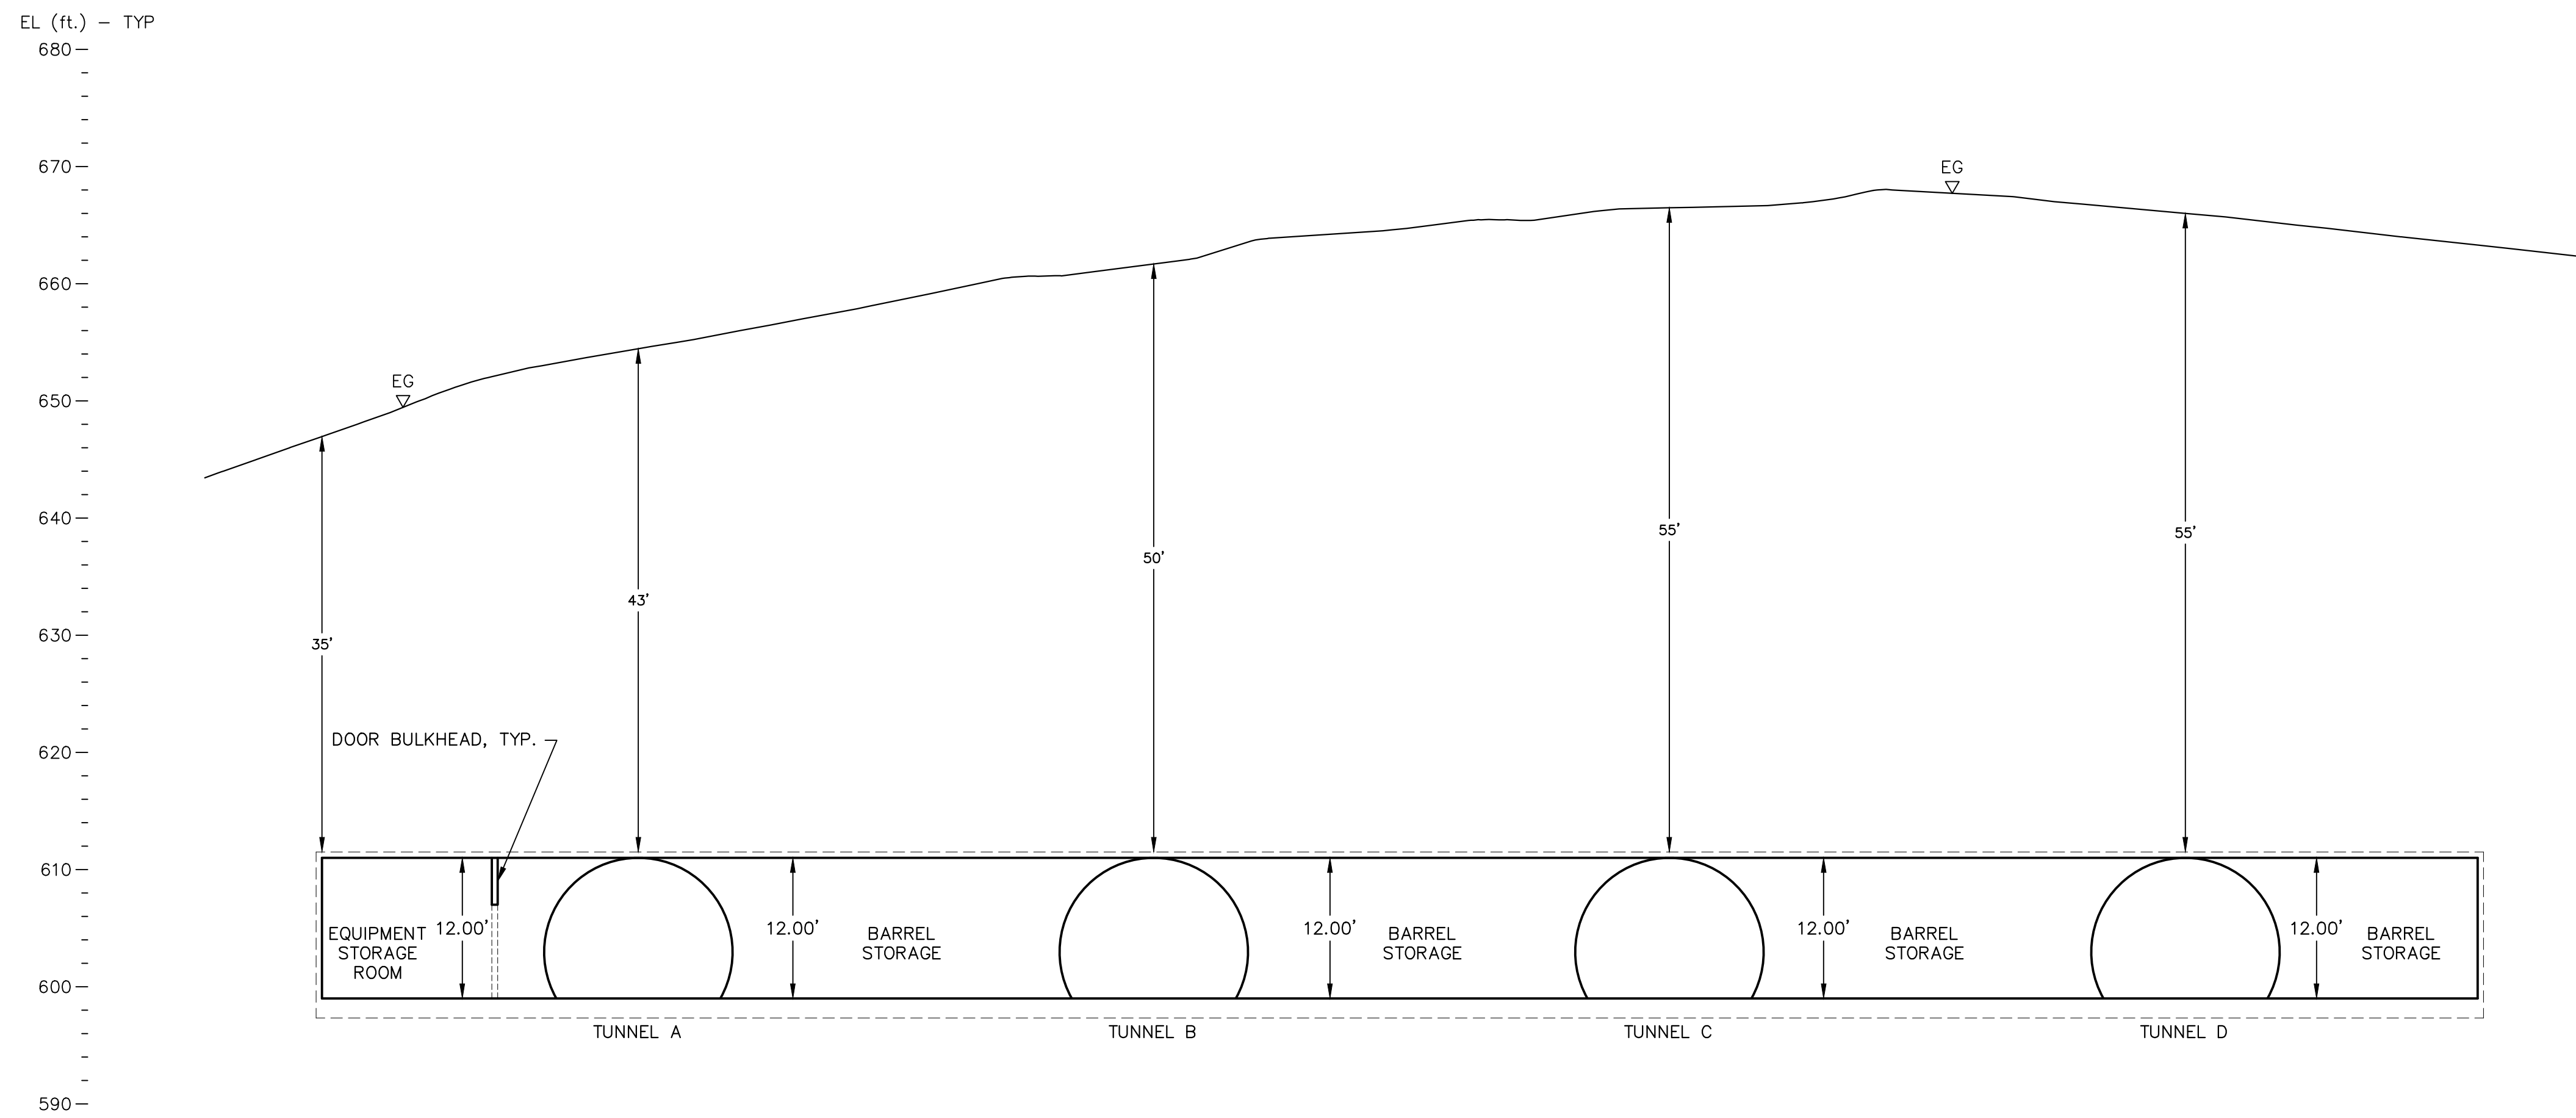 EL (ft.) – TYP
680
670
EG
660
EG
650
640
55'
55'
50'
43'
630
35'
620
DOOR BULKHEAD, TYP.
610
12.00' 12.00' 12.00' 12.00' 12.00'
EQUIPMENT
STORAGE
ROOM
BARREL
STORAGE
BARREL
STORAGE
BARREL
STORAGE
BARREL
STORAGE
600
TUNNEL A TUNNEL B TUNNEL C TUNNEL D
590